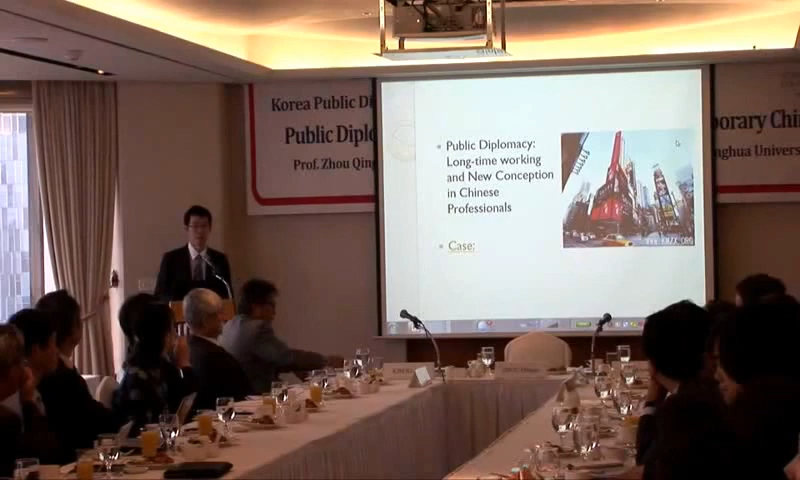 Korea Public Di
Public Diplo
Prof. Zhou Qing
Public Diplomacy:
Long-time working
and New Conception
in Chinese
Professionals
Case:
porary Chi
nghua Univers